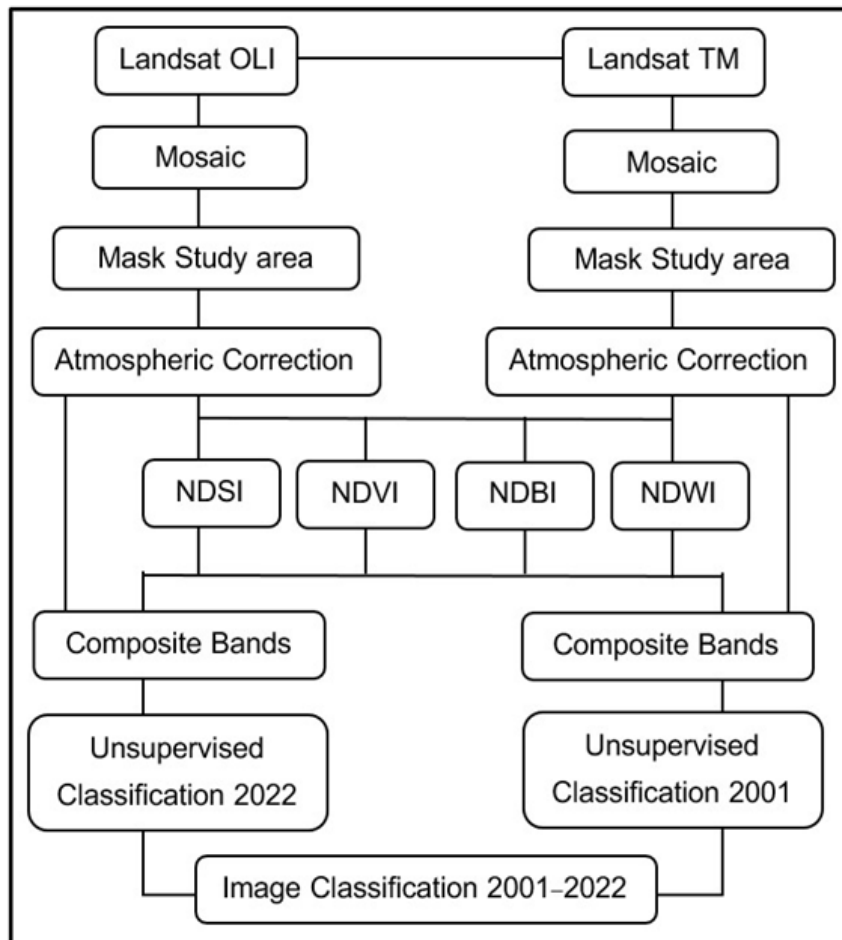 Landsat OLI
Landsat TM
Mosaic
Mosaic
Mask Study area
Mask Study area
Atmospheric Correction
Atmospheric Correction
NDSI
NDVI
NDBI
NDWI
Composite Bands
Composite Bands
Unsupervised
Classification 2022
Unsupervised
Classification 2001
Image Classification 2001–2022